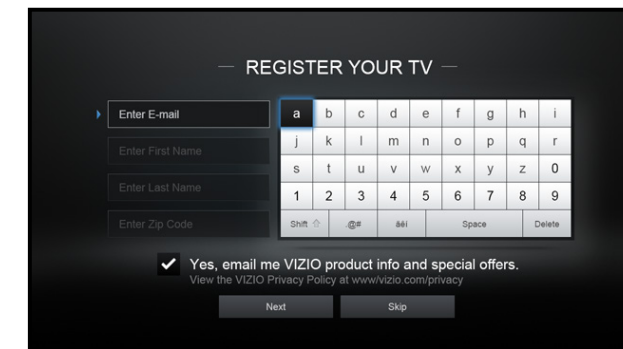 REGISTER YOUR TV
Enter E-mail
Enter First Name
Enter Last Name
Enter Zip Code
a b c d e f g h i
j k l m n o p q r
s t u v w x y z 0
1 2 3 4 5 6 7 8 9
Shift .@# äéí Space Delete
Yes, email me VIZIO product info and special offers.
View the VIZIO Privacy Policy at www/vizio.com/privacy
Next Skip